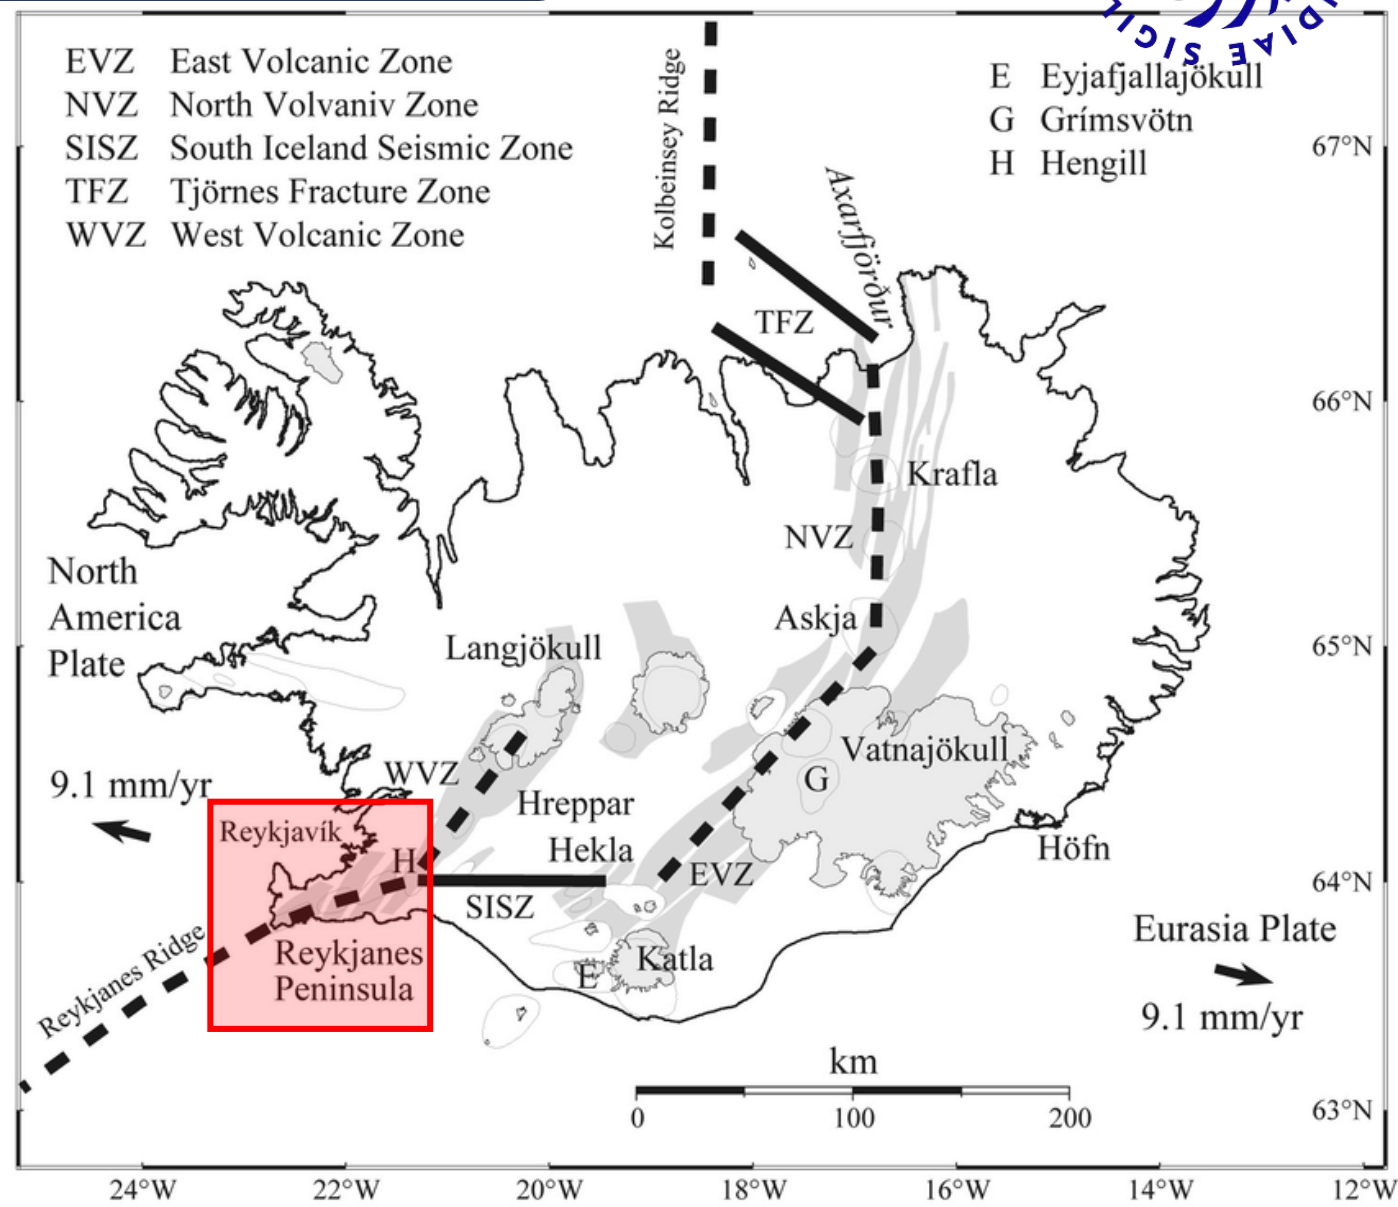 EVZ East Volcanic Zone
NVZ North Volvaniv Zone
SISZ South Iceland Seismic Zone
TFZ Tjörnes Fracture Zone
WVZ West Volcanic Zone
E Eyjafjallajökull
G Grímsvötn
H Hengill
Kolbeinsey Ridge
Axarfjörður
TFZ
67°N
66°N
65°N
64°N
63°N
Krafla
NVZ
Askja
North
America
Plate
9.1 mm/yr
Langjökull
WVZ
Hreppar
Hekla
Vatnajökull
G
EVZ
Höfn
Reykjavík
H
SISZ
Reykjanes
Peninsula
Reykjanes Ridge
Katla
E
Eurasia Plate
9.1 mm/yr
km
0 100 200
24°W 22°W 20°W 18°W 16°W 14°W 12°W